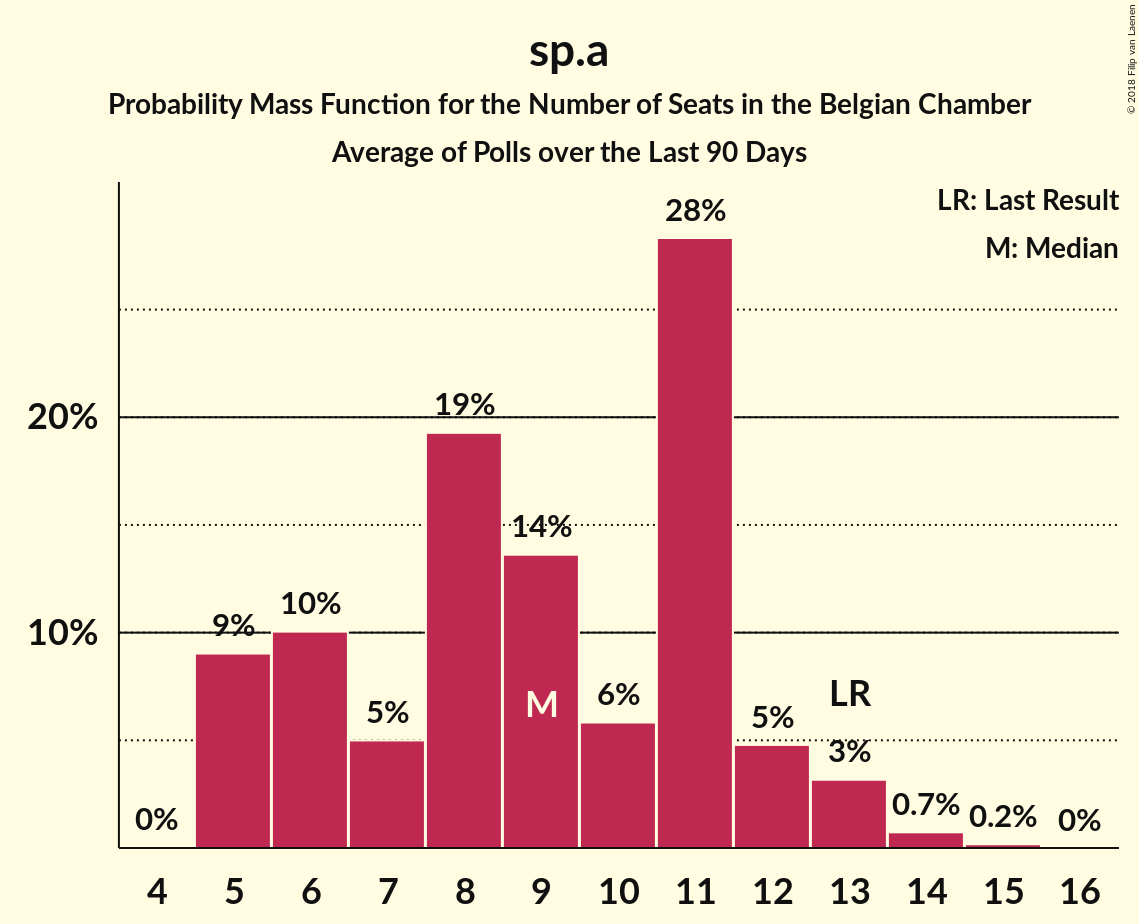 sp.a
Probability Mass Function for the Number of Seats in the Belgian Chamber
Average of Polls over the Last 90 Days
© 2018 Filip van Laenen
LR: Last Result
M: Median
20%
10%
0%
9%
10%
5%
19%
14%
M
6%
28%
5%
LR
3%
0.7%
0.2%
0%
4 5 6 7 8 9 10 11 12 13 14 15 16